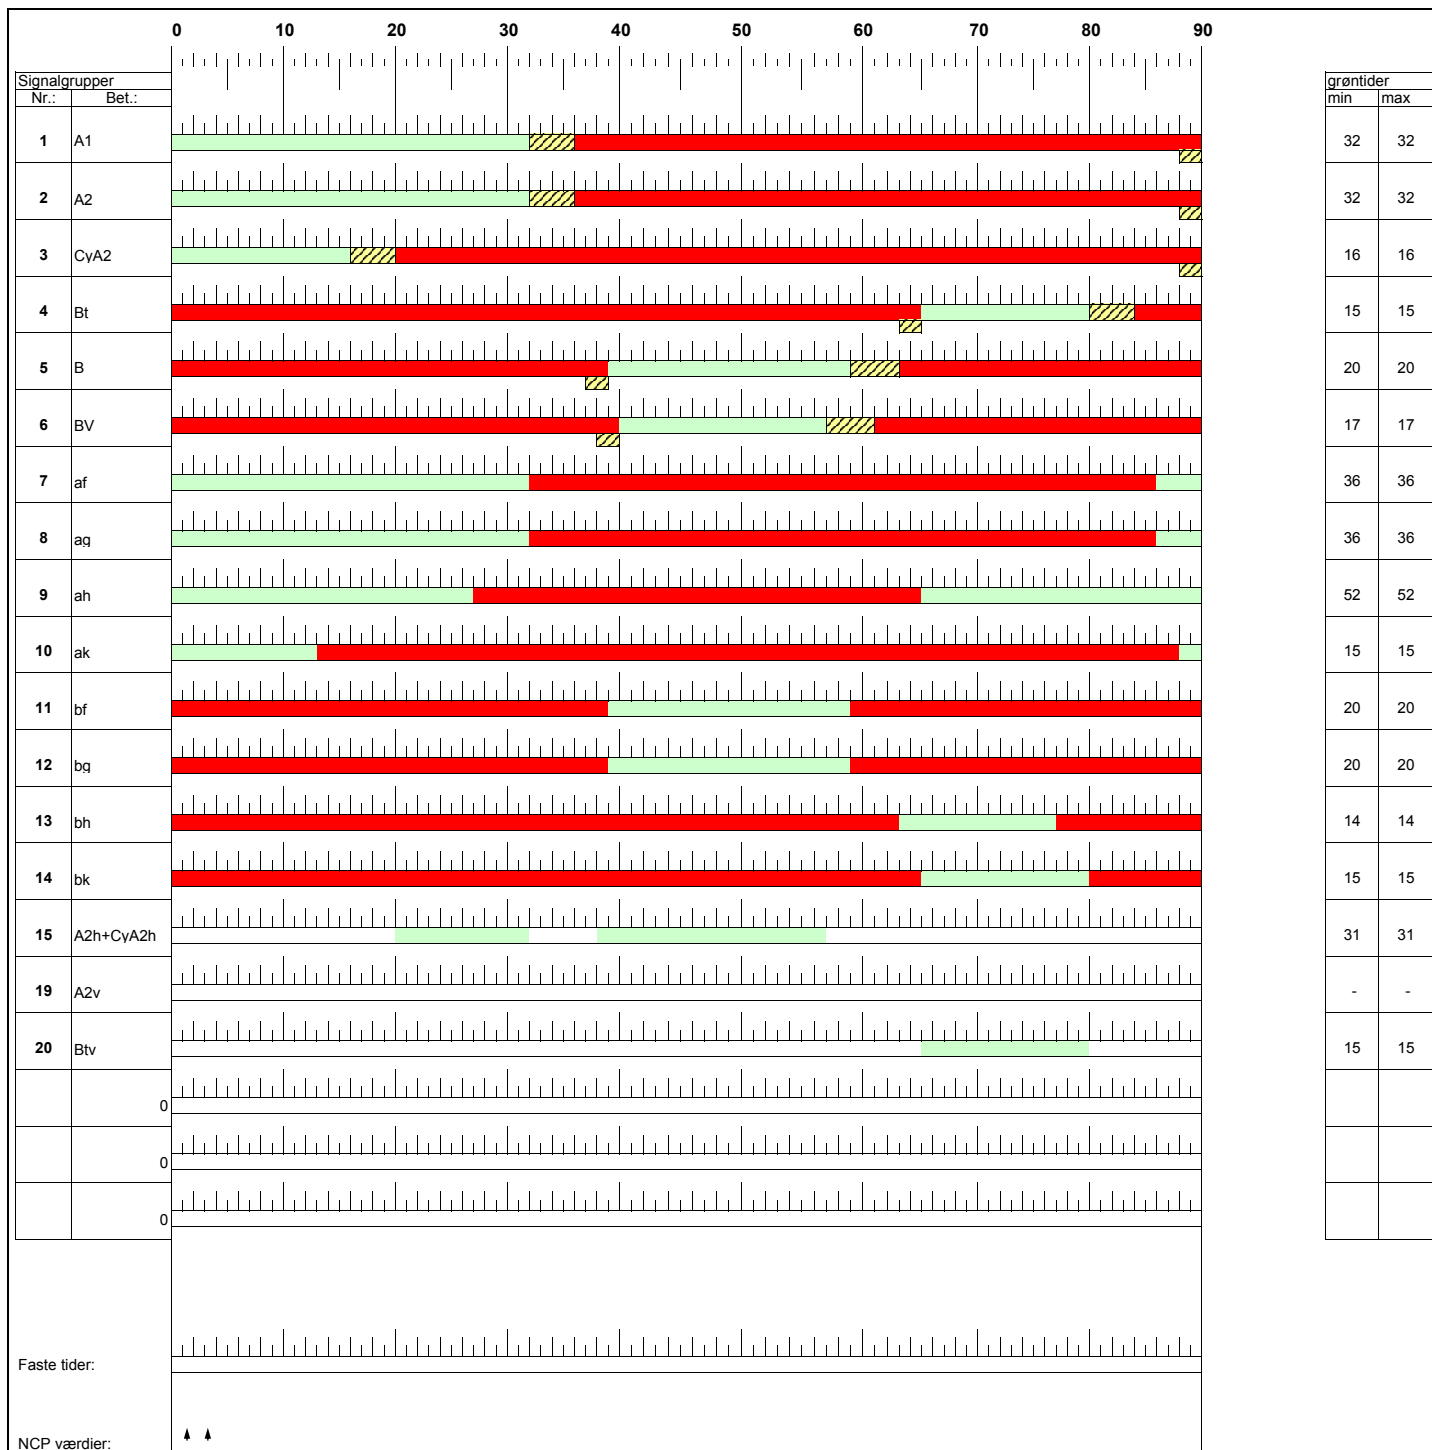 0 10 20 30 40 50 60 70 80 90
Signalgrupper grøntider
Nr.: Bet.: min max
1 A1 32 32
2 A2 32 32
3 CyA2 16 16
4 Bt 15 15
5 B 20 20
6 BV 17 17
7 af 36 36
8 ag 36 36
9 ah 52 52
10 ak 15 15
11 bf 20 20
12 bg 20 20
13 bh 14 14
14 bk 15 15
15 A2h+CyA2h 31 31
19 A2v - -
20 Btv 15 15
0
0
0
Faste tider:
NCP værdier: